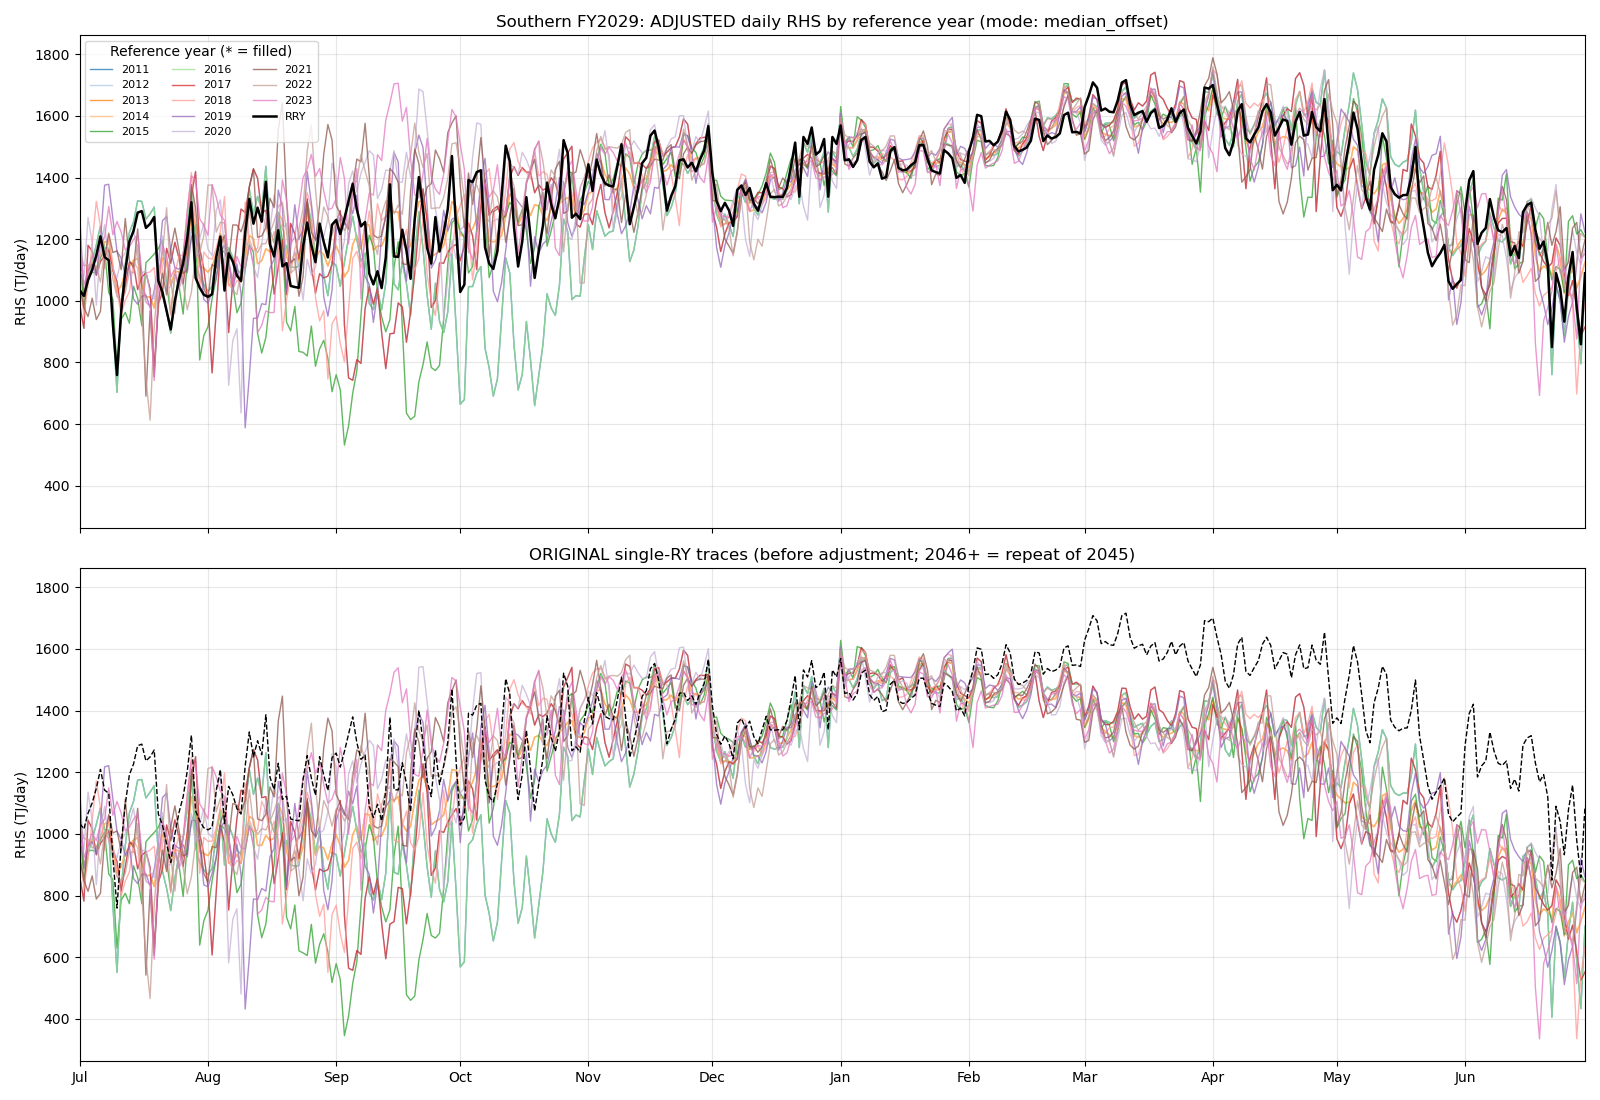 Southern FY2029: ADJUSTED daily RHS by reference year (mode: median_offset)
RHS (TJ/day)
1800
1600
1400
1200
1000
800
600
400
Reference year (* = filled)
2011 2016 2021
2012 2017 2022
2013 2018 2023
2014 2019 RRY
2015 2020
ORIGINAL single-RY traces (before adjustment; 2046+ = repeat of 2045)
RHS (TJ/day)
1800
1600
1400
1200
1000
800
600
400
Jul Aug Sep Oct Nov Dec Jan Feb Mar Apr May Jun